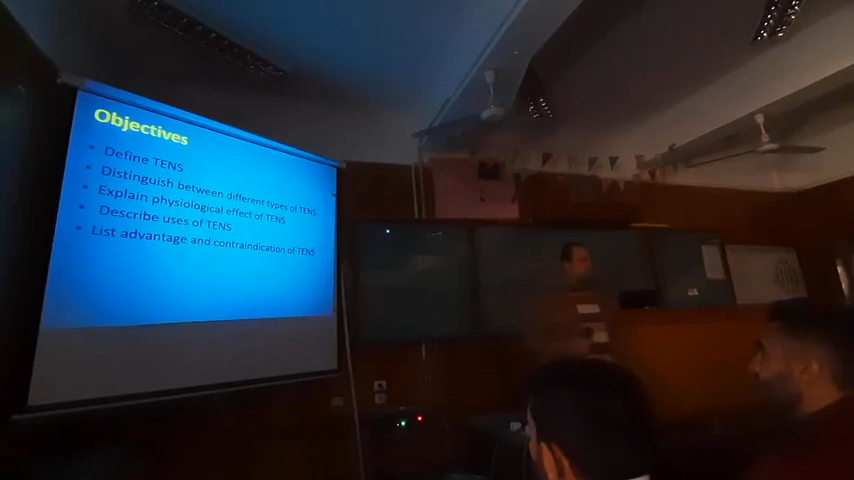 Objectives
• Define TENS
• Distinguish between different types of TENS
• Explain physiological effect of TENS
• Describe uses of TENS
• List advantage and contraindication of TENS